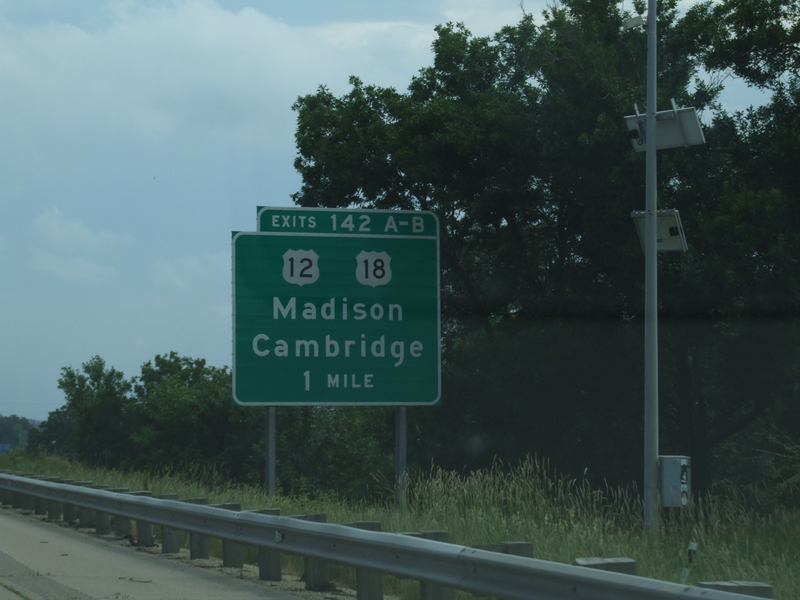 EXITS 142 A-B
12 18
Madison
Cambridge
1 MILE